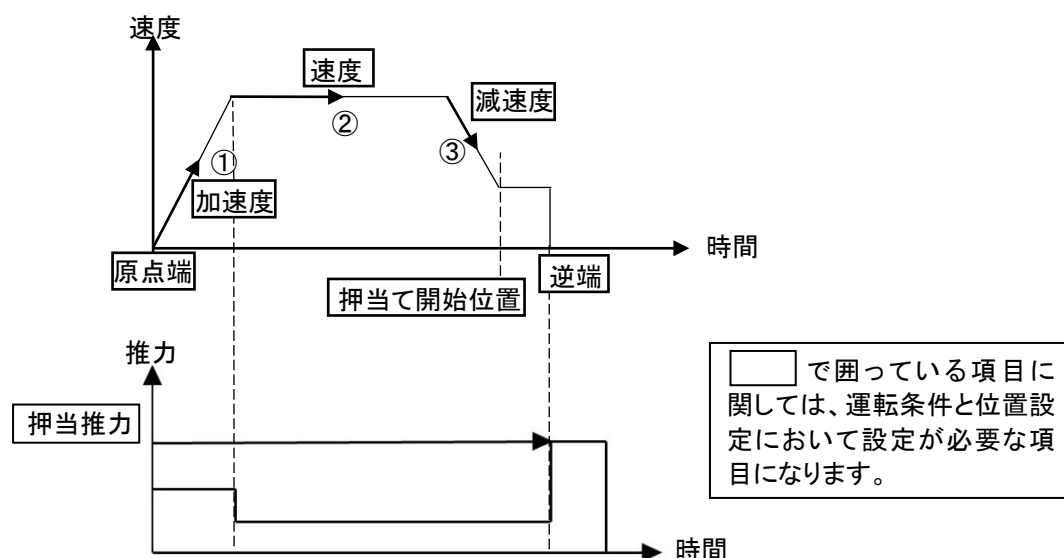 速度
速度
減速度
①
②
③
加速度
時間
原点端
逆端
押当て開始位置
推力
押当推力
時間
で囲っている項目に
関しては、運転条件と位置設
定において設定が必要な項
目になります。